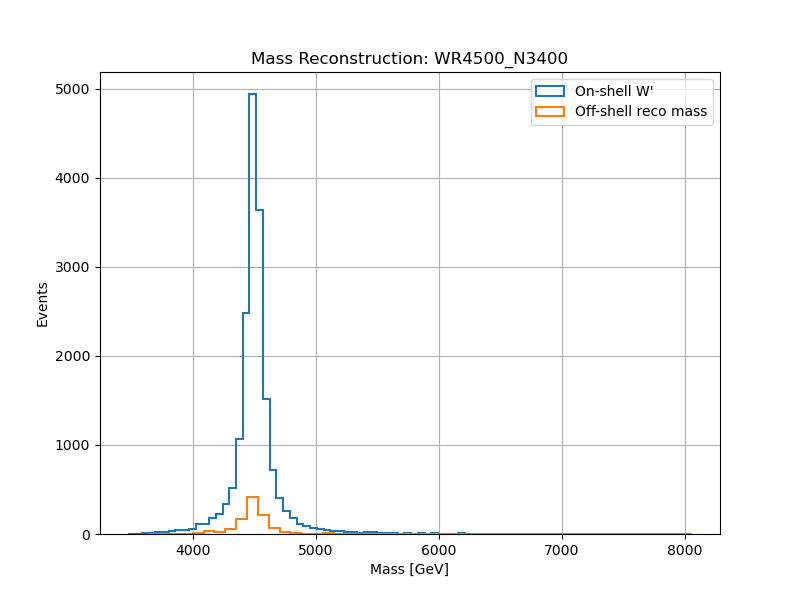 Mass Reconstruction: WR4500_N3400
On-shell W'
Off-shell reco mass
5000
4000
3000
2000
1000
0
Events
4000 5000 6000 7000 8000
Mass [GeV]